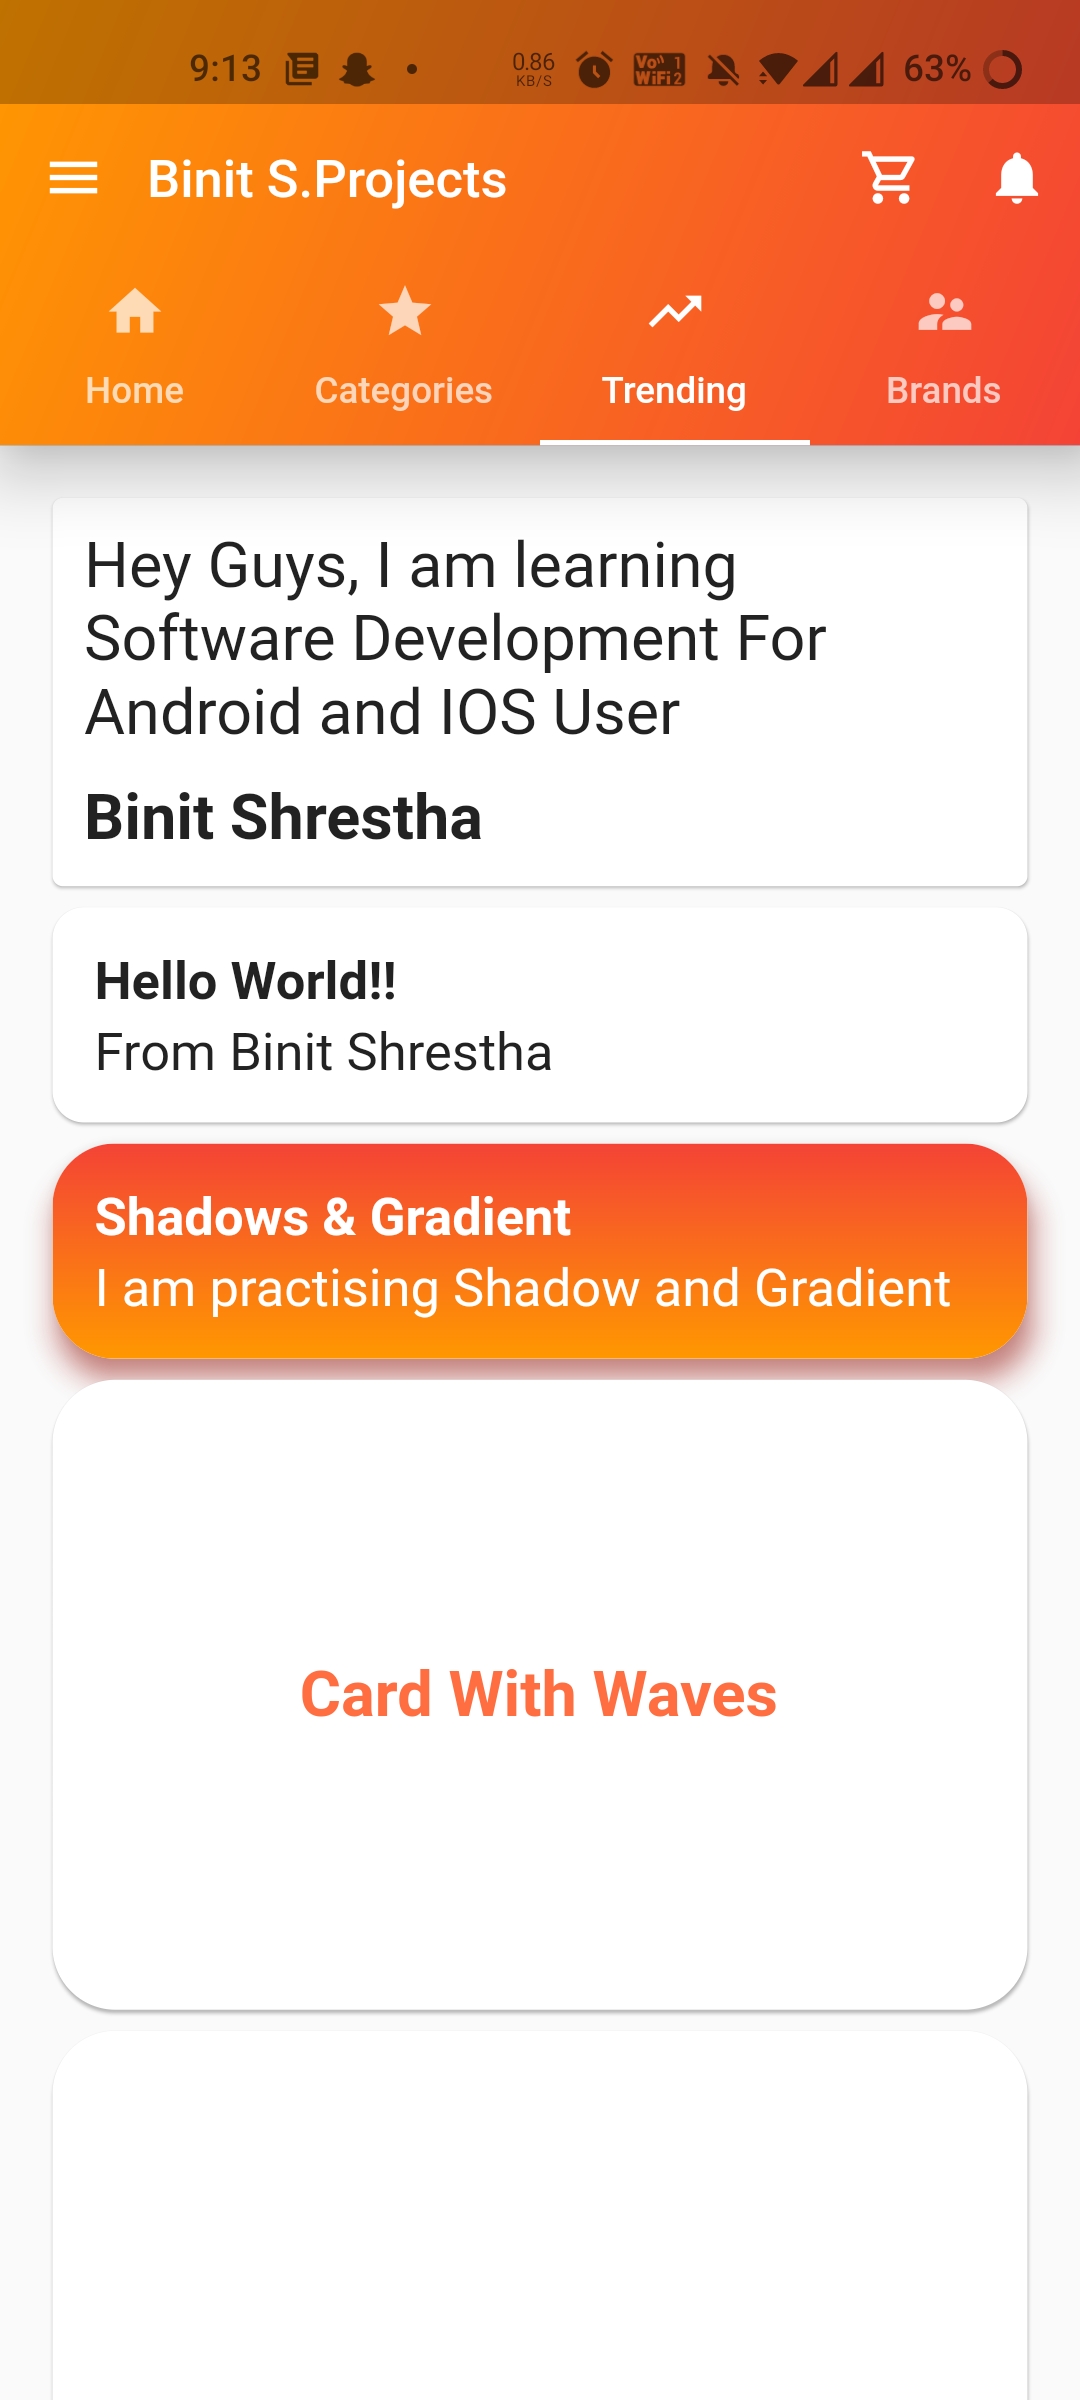 9:13
0.86
KB/S
Vo 1
WiFi 2
63%
Binit S.Projects
Home
Categories
Trending
Brands
Hey Guys, I am learning
Software Development For
Android and IOS User
Binit Shrestha
Hello World!!
From Binit Shrestha
Shadows & Gradient
I am practising Shadow and Gradient
Card With Waves